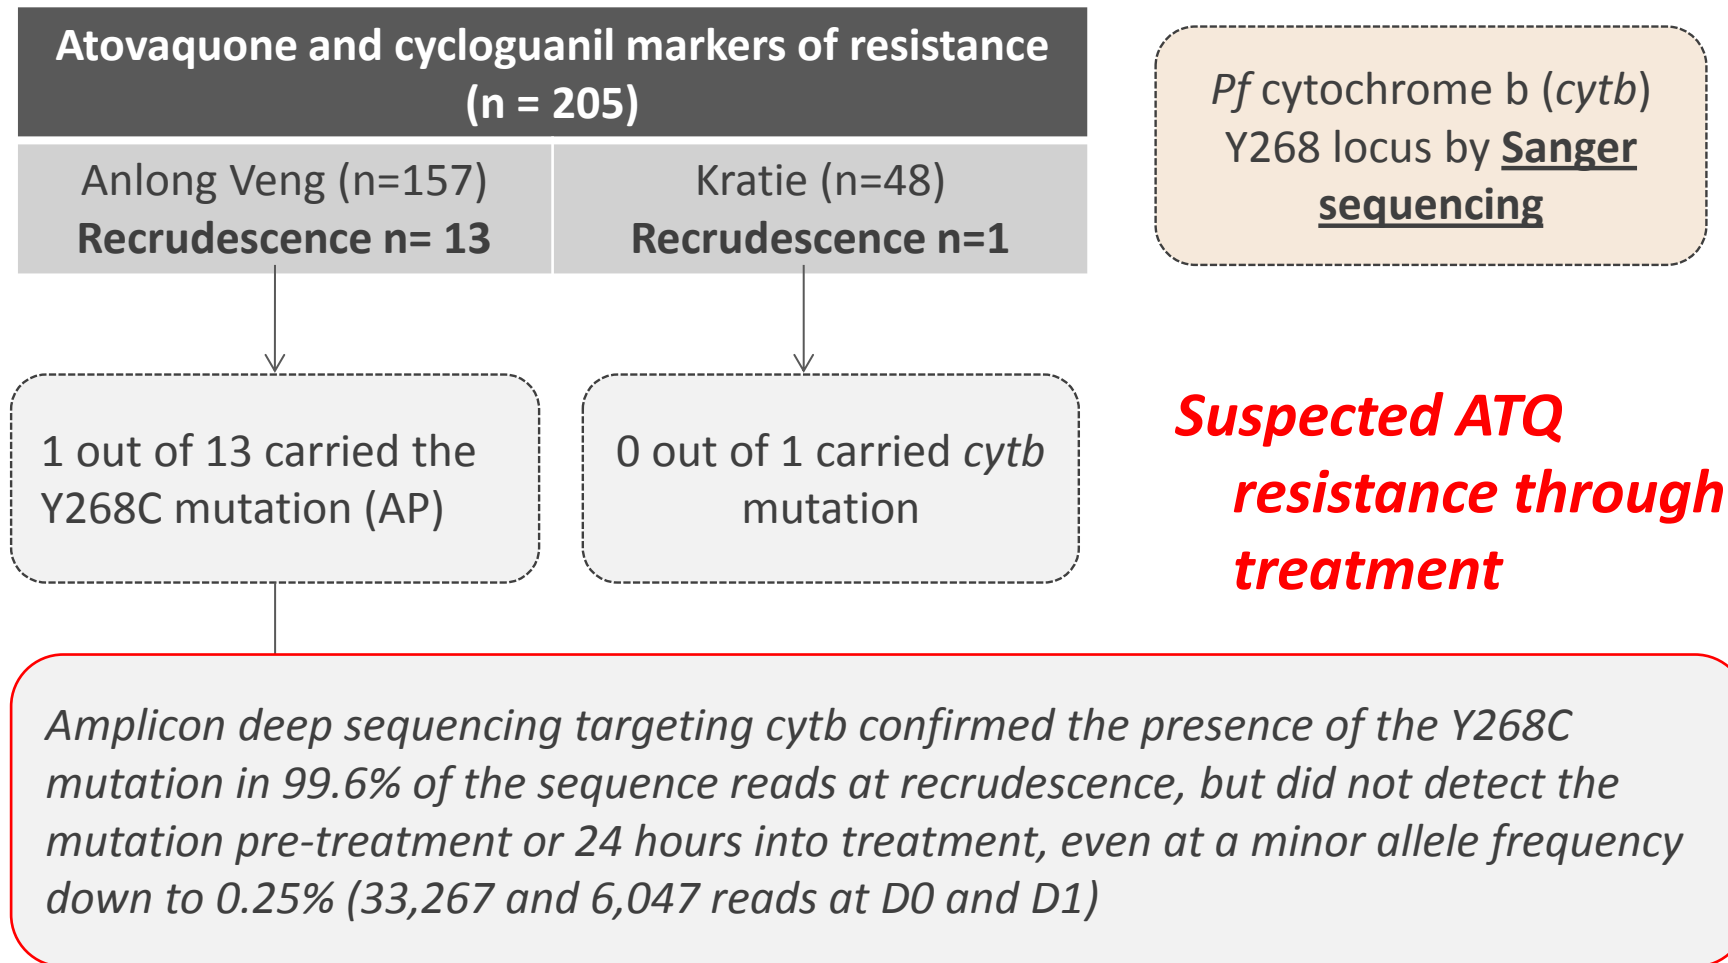 Atovaquone and cycloguanil markers of resistance
(n = 205)
Anlong Veng (n=157)
Recrudescence n= 13
Kratie (n=48)
Recrudescence n=1
Pf cytochrome b (cytb)
Y268 locus by Sanger
sequencing
1 out of 13 carried the
Y268C mutation (AP)
0 out of 1 carried cytb
mutation
Suspected ATQ
resistance through
treatment
Amplicon deep sequencing targeting cytb confirmed the presence of the Y268C
mutation in 99.6% of the sequence reads at recrudescence, but did not detect the
mutation pre-treatment or 24 hours into treatment, even at a minor allele frequency
down to 0.25% (33,267 and 6,047 reads at D0 and D1)